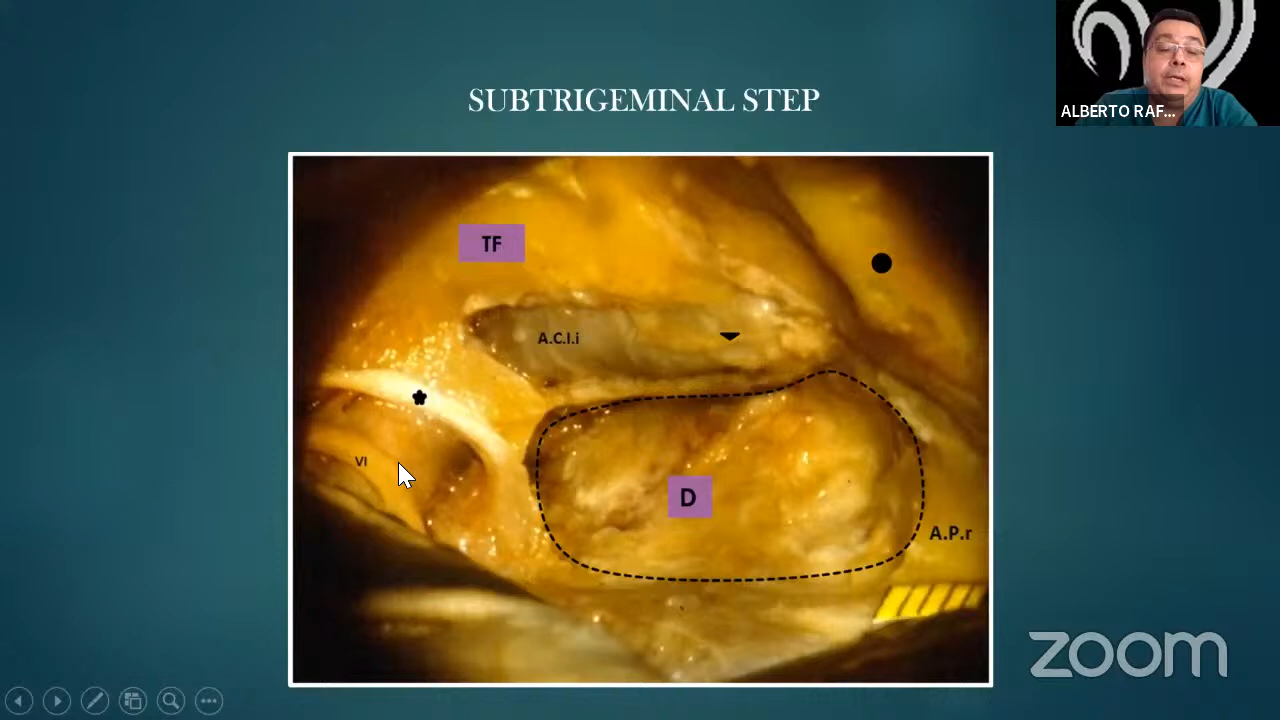 SUBTRIGEMINAL STEP
ALBERTO RAF...
TF
A.C.I.i
VI
D
A.P.r
zoom